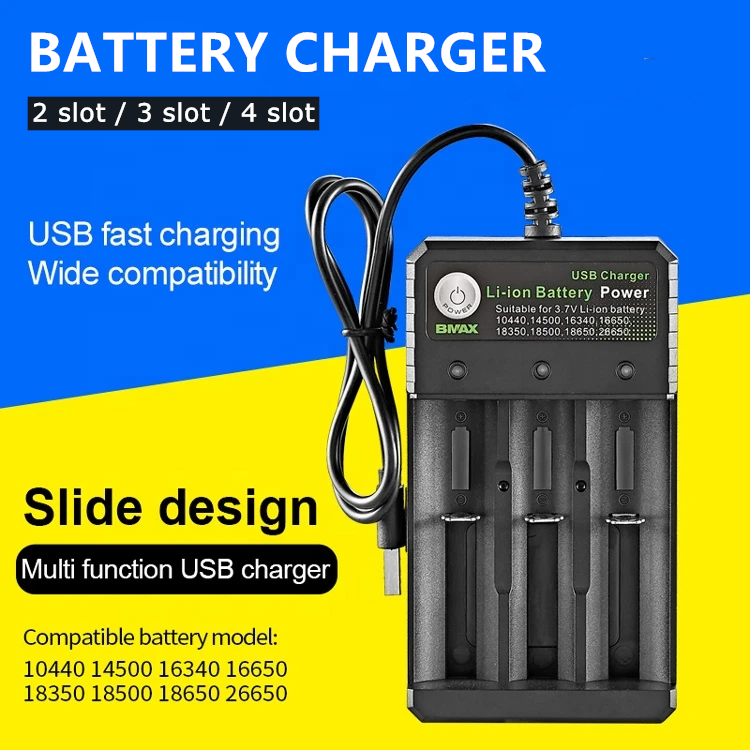 BATTERY CHARGER
2 slot / 3 slot / 4 slot
USB fast charging
Wide compatibility
USB Charger
Li-ion Battery Power
Suitable for 3.7V Li-ion battery:
10440,14500,16340,16650,
18350,18500,18650,26650,
POWER
BMAX
Slide design
Multi function USB charger
Compatible battery model:
10440 14500 16340 16650
18350 18500 18650 26650